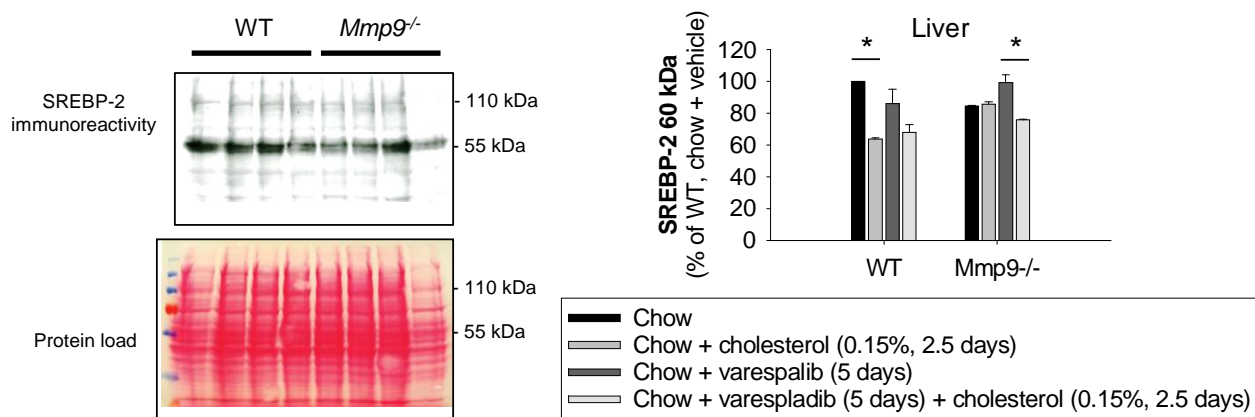 WT
Mmp9-/-
SREBP-2
immunoreactivity
- 110 kDa
- 55 kDa
Protein load
- 110 kDa
- 55 kDa
Liver
SREBP-2 60 kDa
(% of WT, chow + vehicle)
120
100
80
60
40
20
0
*
*
WT
Mmp9-/-
Chow
Chow + cholesterol (0.15%, 2.5 days)
Chow + varespalib (5 days)
Chow + varespladib (5 days) + cholesterol (0.15%, 2.5 days)